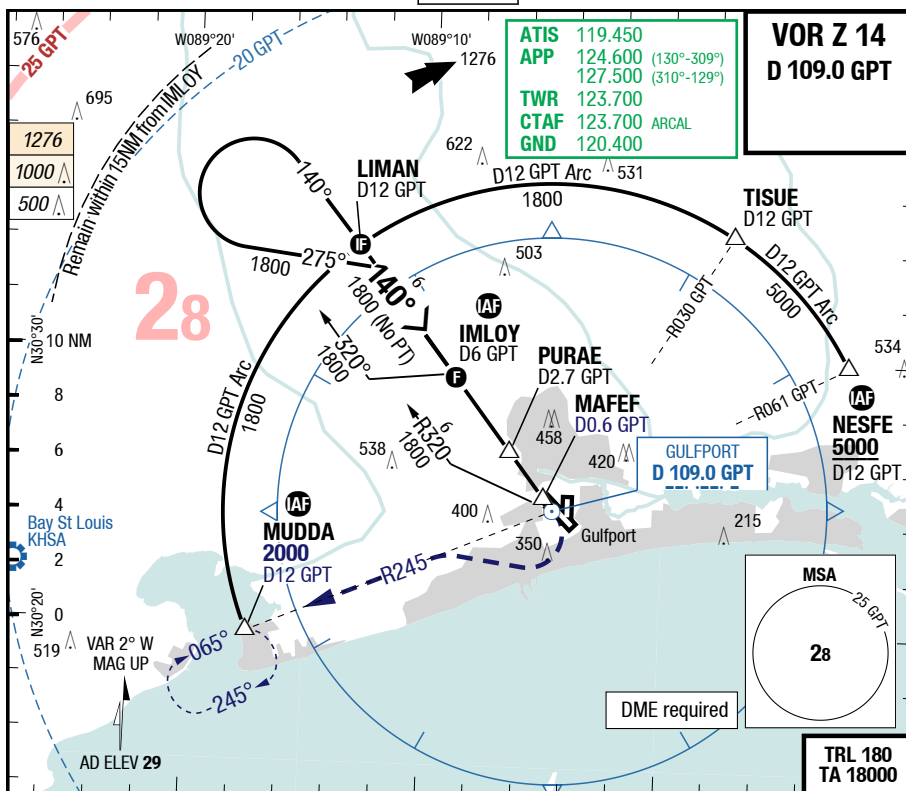 576
25 GPT
W089°20'
20 GPT
W089°10'
1276
ATIS 119.450
APP 124.600 (130°-309°)
127.500 (310°-129°)
TWR 123.700
CTAF 123.700 ARCAL
GND 120.400
VOR Z 14
D 109.0 GPT
695
1276
1000
500
Remain within 15NM from IMLOY
140°
LIMAN
D12 GPT
IF
622
531
D12 GPT Arc
1800
TISUE
D12 GPT
D12 GPT Arc
5000
1800
275°
28
140°
6
1800 (No PT)
503
IAF
IMLOY
D6 GPT
F
320°
1800
R030 GPT
N30°30'
10 NM
8
6
4
2
0
N30°20'
D12 GPT Arc
1800
PURAE
D2.7 GPT
MAFEF
D0.6 GPT
R320
6
1800
538
458
420
R061 GPT
534
IAF
NESFE
5000
D12 GPT
GULFPORT
D 109.0 GPT
400
350
Gulfport
215
Bay St Louis
KHSA
IAF
MUDDA
2000
D12 GPT
R245
065°
245°
519
VAR 2° W
MAG UP
AD ELEV 29
MSA
25 GPT
28
DME required
TRL 180
TA 18000